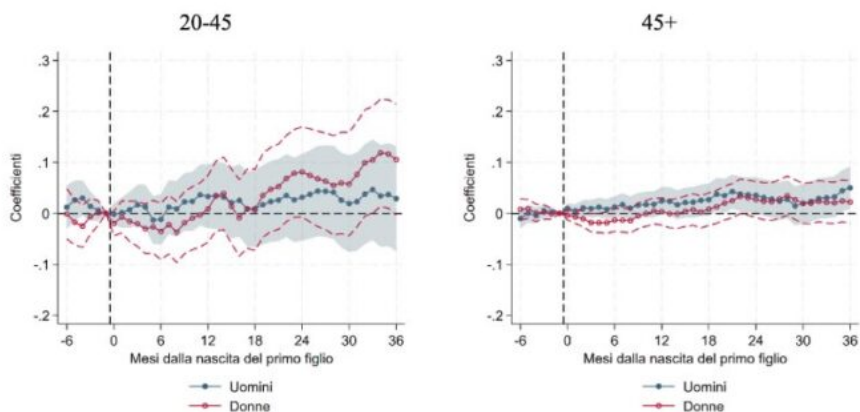 20-45
45+
Coefficienti
.3
.2
.1
0
-.1
-.2
-6 0 6 12 18 24 30 36
Mesi dalla nascita del primo figlio
Uomini
Donne
Coefficienti
.3
.2
.1
0
-.1
-.2
-6 0 6 12 18 24 30 36
Mesi dalla nascita del primo figlio
Uomini
Donne